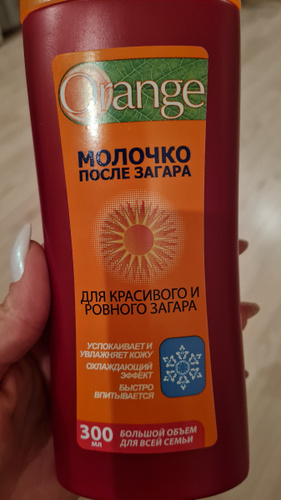 Orange
МОЛОЧКО
ПОСЛЕ ЗАГАРА
ДЛЯ КРАСИВОГО И
РОВНОГО ЗАГАРА
УСПОКАИВАЕТ И
УВЛАЖНЯЕТ КОЖУ
ОХЛАЖДАЮЩИЙ
ЭФФЕКТ
БЫСТРО
ВПИТЫВАЕТСЯ
300
МЛ
БОЛЬШОЙ ОБЪЕМ
ДЛЯ ВСЕЙ СЕМЬИ